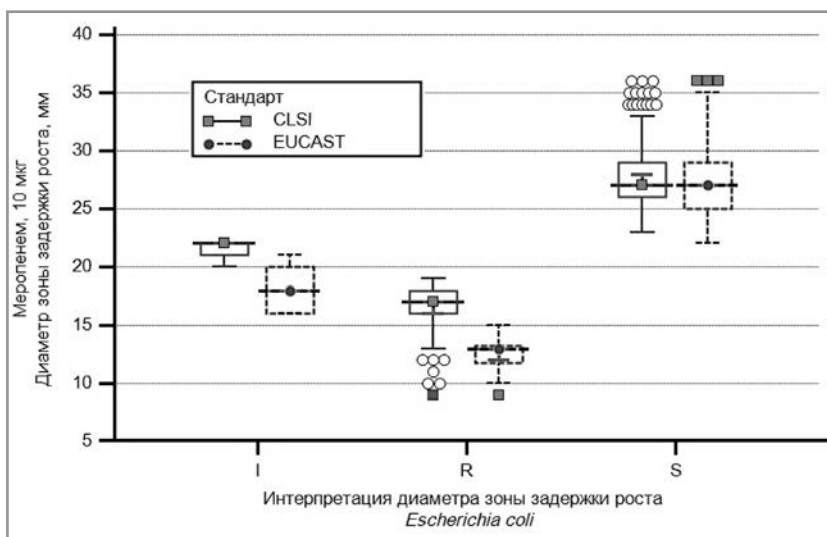 Меропенем, 10 мкг
Диаметр зоны задержки роста, мм
40
35
30
25
20
15
10
5
Стандарт
CLSI
EUCAST
I
R
S
Интерпретация диаметра зоны задержки роста
Escherichia coli